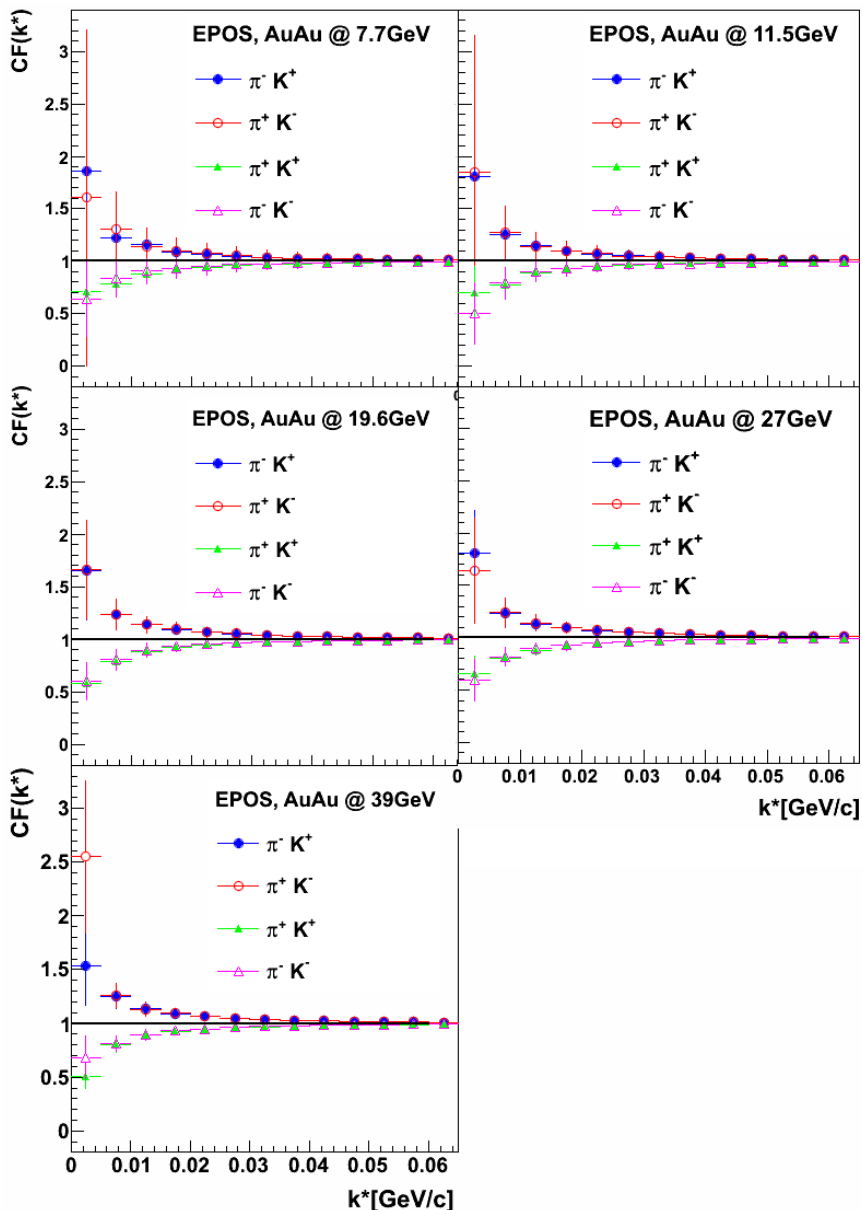 CF(k*)
EPOS, AuAu @ 7.7GeV
π⁻ K⁺
π⁺ K⁻
π⁺ K⁺
π⁻ K⁻
3
2.5
2
1.5
1
0.5
0
EPOS, AuAu @ 11.5GeV
π⁻ K⁺
π⁺ K⁻
π⁺ K⁺
π⁻ K⁻
CF(k*)
EPOS, AuAu @ 19.6GeV
π⁻ K⁺
π⁺ K⁻
π⁺ K⁺
π⁻ K⁻
3
2.5
2
1.5
1
0.5
0
EPOS, AuAu @ 27GeV
π⁻ K⁺
π⁺ K⁻
π⁺ K⁺
π⁻ K⁻
0 0.01 0.02 0.03 0.04 0.05 0.06
k*[GeV/c]
CF(k*)
EPOS, AuAu @ 39GeV
π⁻ K⁺
π⁺ K⁻
π⁺ K⁺
π⁻ K⁻
3
2.5
2
1.5
1
0.5
0
0 0.01 0.02 0.03 0.04 0.05 0.06
k*[GeV/c]